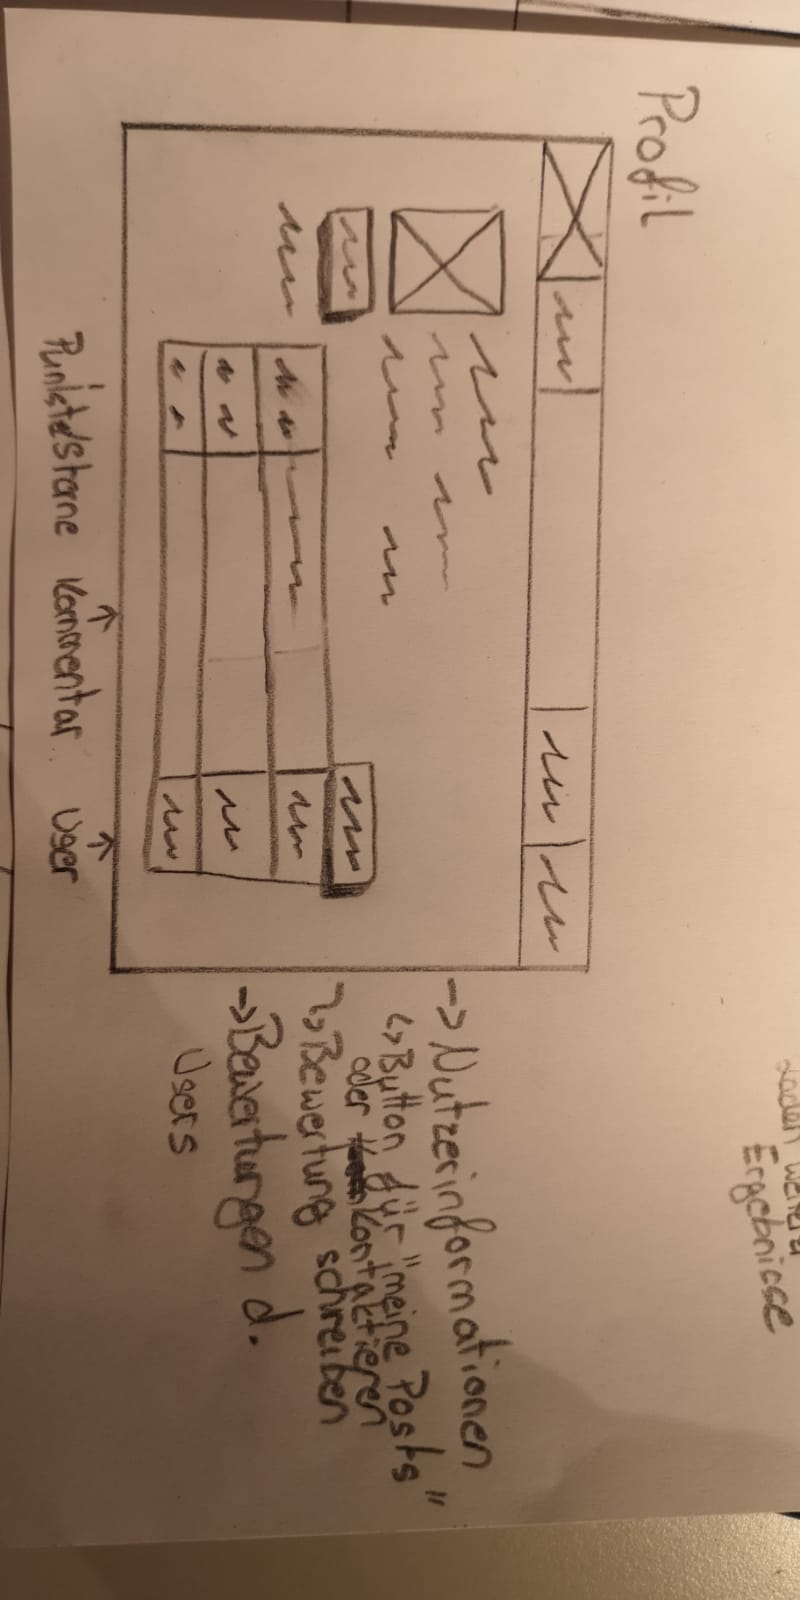 Laden weiterer
Ergebnisse
Profil
-> Nutzerinformationen
↳ Button für "meine Posts"
oder Kontaktieren
↳ Bewertung schreiben
-> Bewertungen d.
Users
Punkte/Sterne Kommentar User